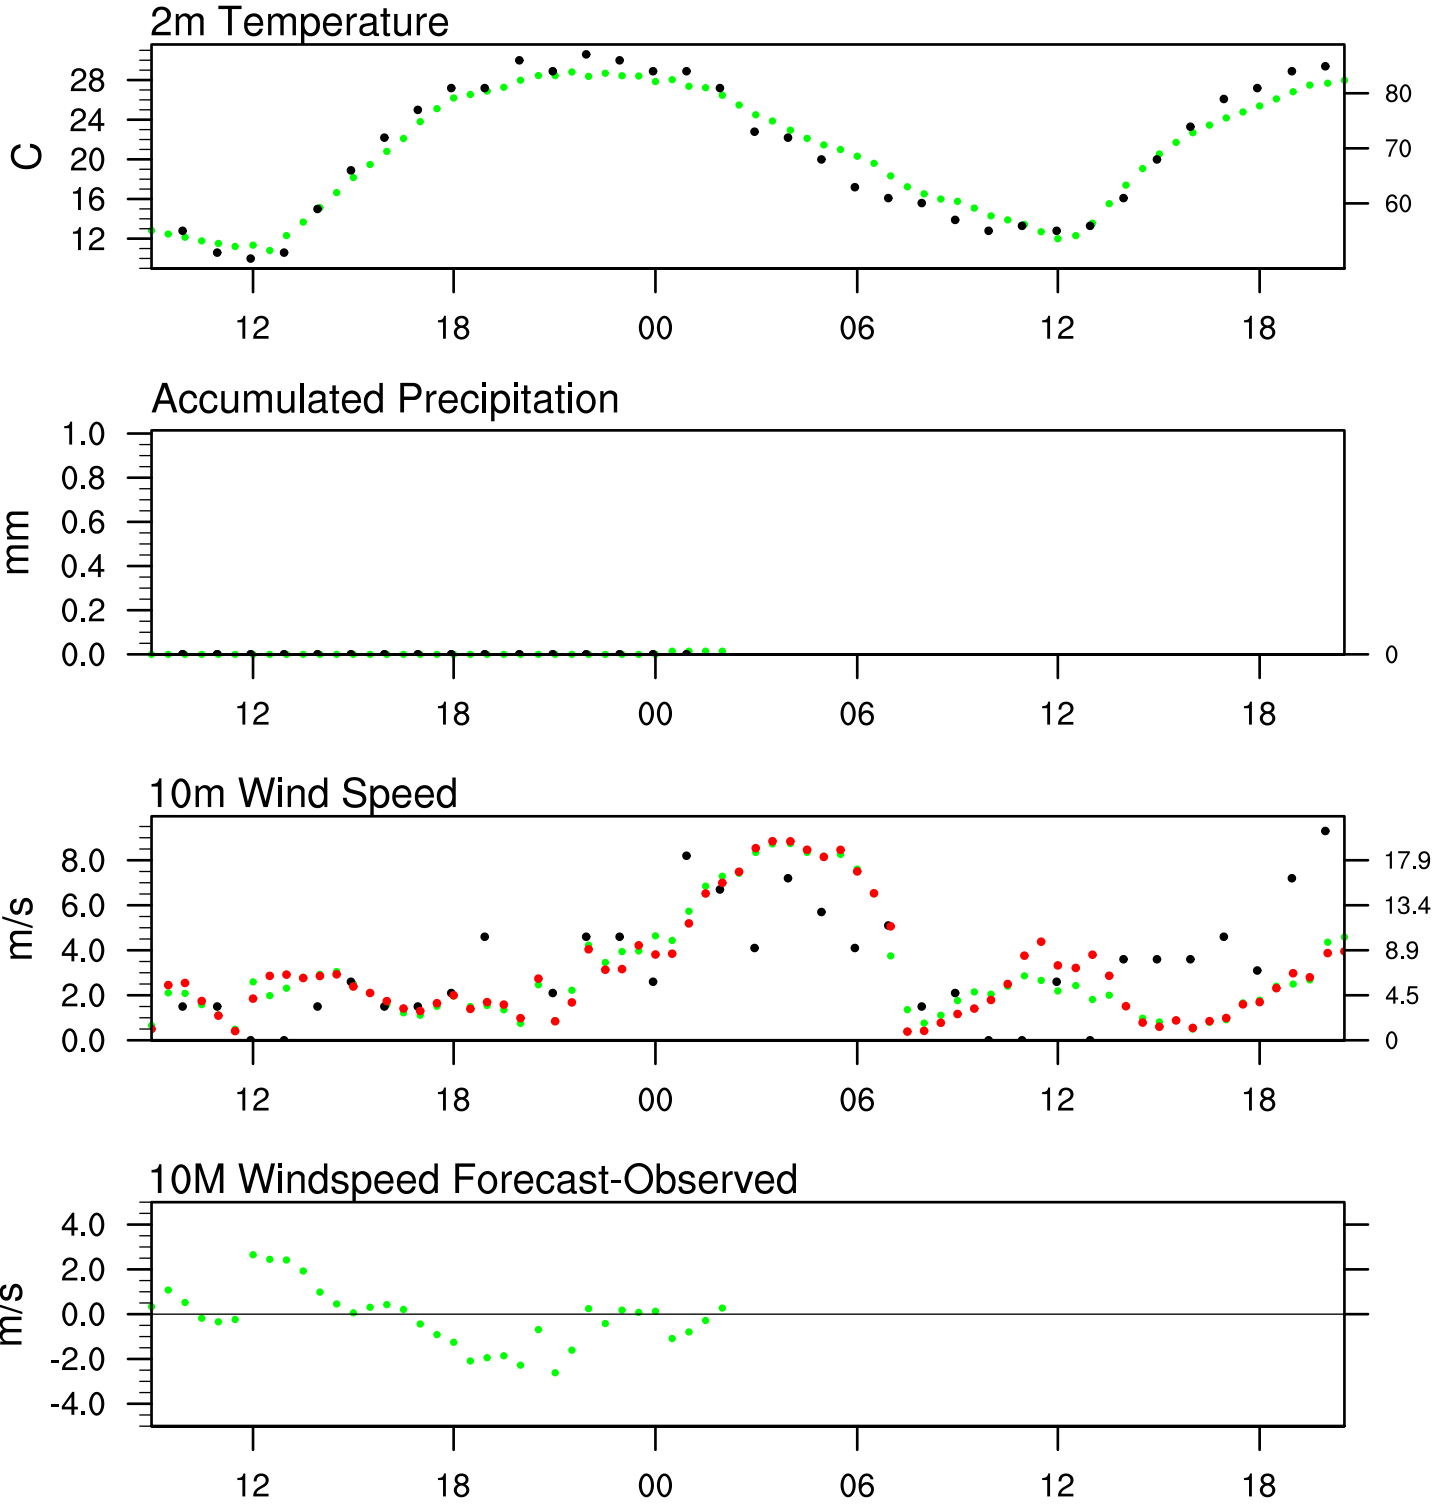 2m Temperature
28
24
20
16
12
C
80
70
60
12 18 00 06 12 18
Accumulated Precipitation
1.0
0.8
0.6
0.4
0.2
0.0
mm
0
12 18 00 06 12 18
10m Wind Speed
8.0
6.0
4.0
2.0
0.0
m/s
17.9
13.4
8.9
4.5
0
12 18 00 06 12 18
10M Windspeed Forecast-Observed
4.0
2.0
0.0
-2.0
-4.0
m/s
12 18 00 06 12 18